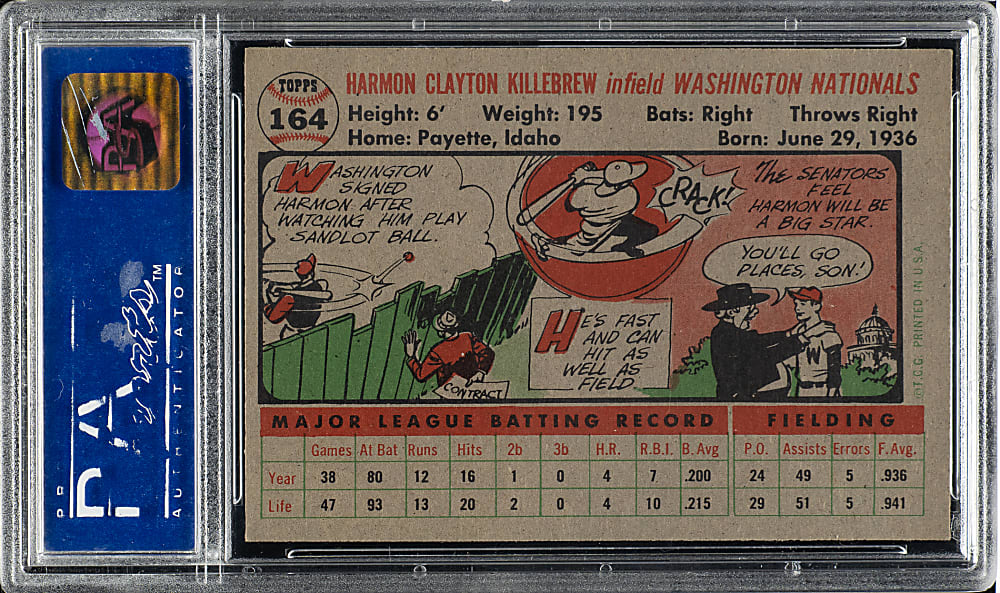 PSA
PSA
AUTHENTICATOR™
TOPPS
164
HARMON CLAYTON KILLEBREW infield WASHINGTON NATIONALS
Height: 6' Weight: 195 Bats: Right Throws Right
Home: Payette, Idaho Born: June 29, 1936
WASHINGTON
SIGNED
HARMON AFTER
WATCHING HIM PLAY
SANDLOT BALL.
CONTRACT
CRACK!
HE'S FAST
AND CAN
HIT AS
WELL AS
FIELD.
THE SENATORS
FEEL
HARMON WILL BE
A BIG STAR.
YOU'LL GO
PLACES, SON!
W
©T.C.G. PRINTED IN U.S.A.
MAJOR LEAGUE BATTING RECORD FIELDING
Games At Bat Runs Hits 2b 3b H.R. R.B.I. B. Avg P.O. Assists Errors F. Avg.
Year 38 80 12 16 1 0 4 7 .200 24 49 5 .936
Life 47 93 13 20 2 0 4 10 .215 29 51 5 .941